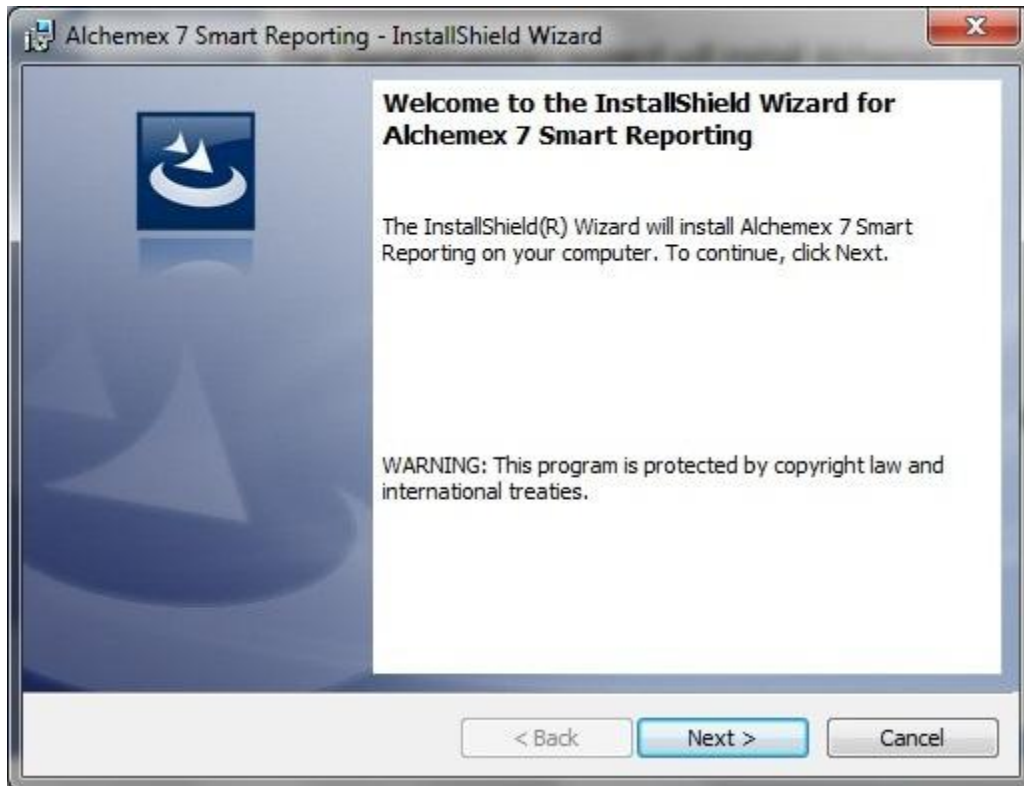 Alchemex 7 Smart Reporting - InstallShield Wizard
Welcome to the InstallShield Wizard for
Alchemex 7 Smart Reporting
The InstallShield(R) Wizard will install Alchemex 7 Smart
Reporting on your computer. To continue, click Next.
WARNING: This program is protected by copyright law and
international treaties.
< Back
Next >
Cancel